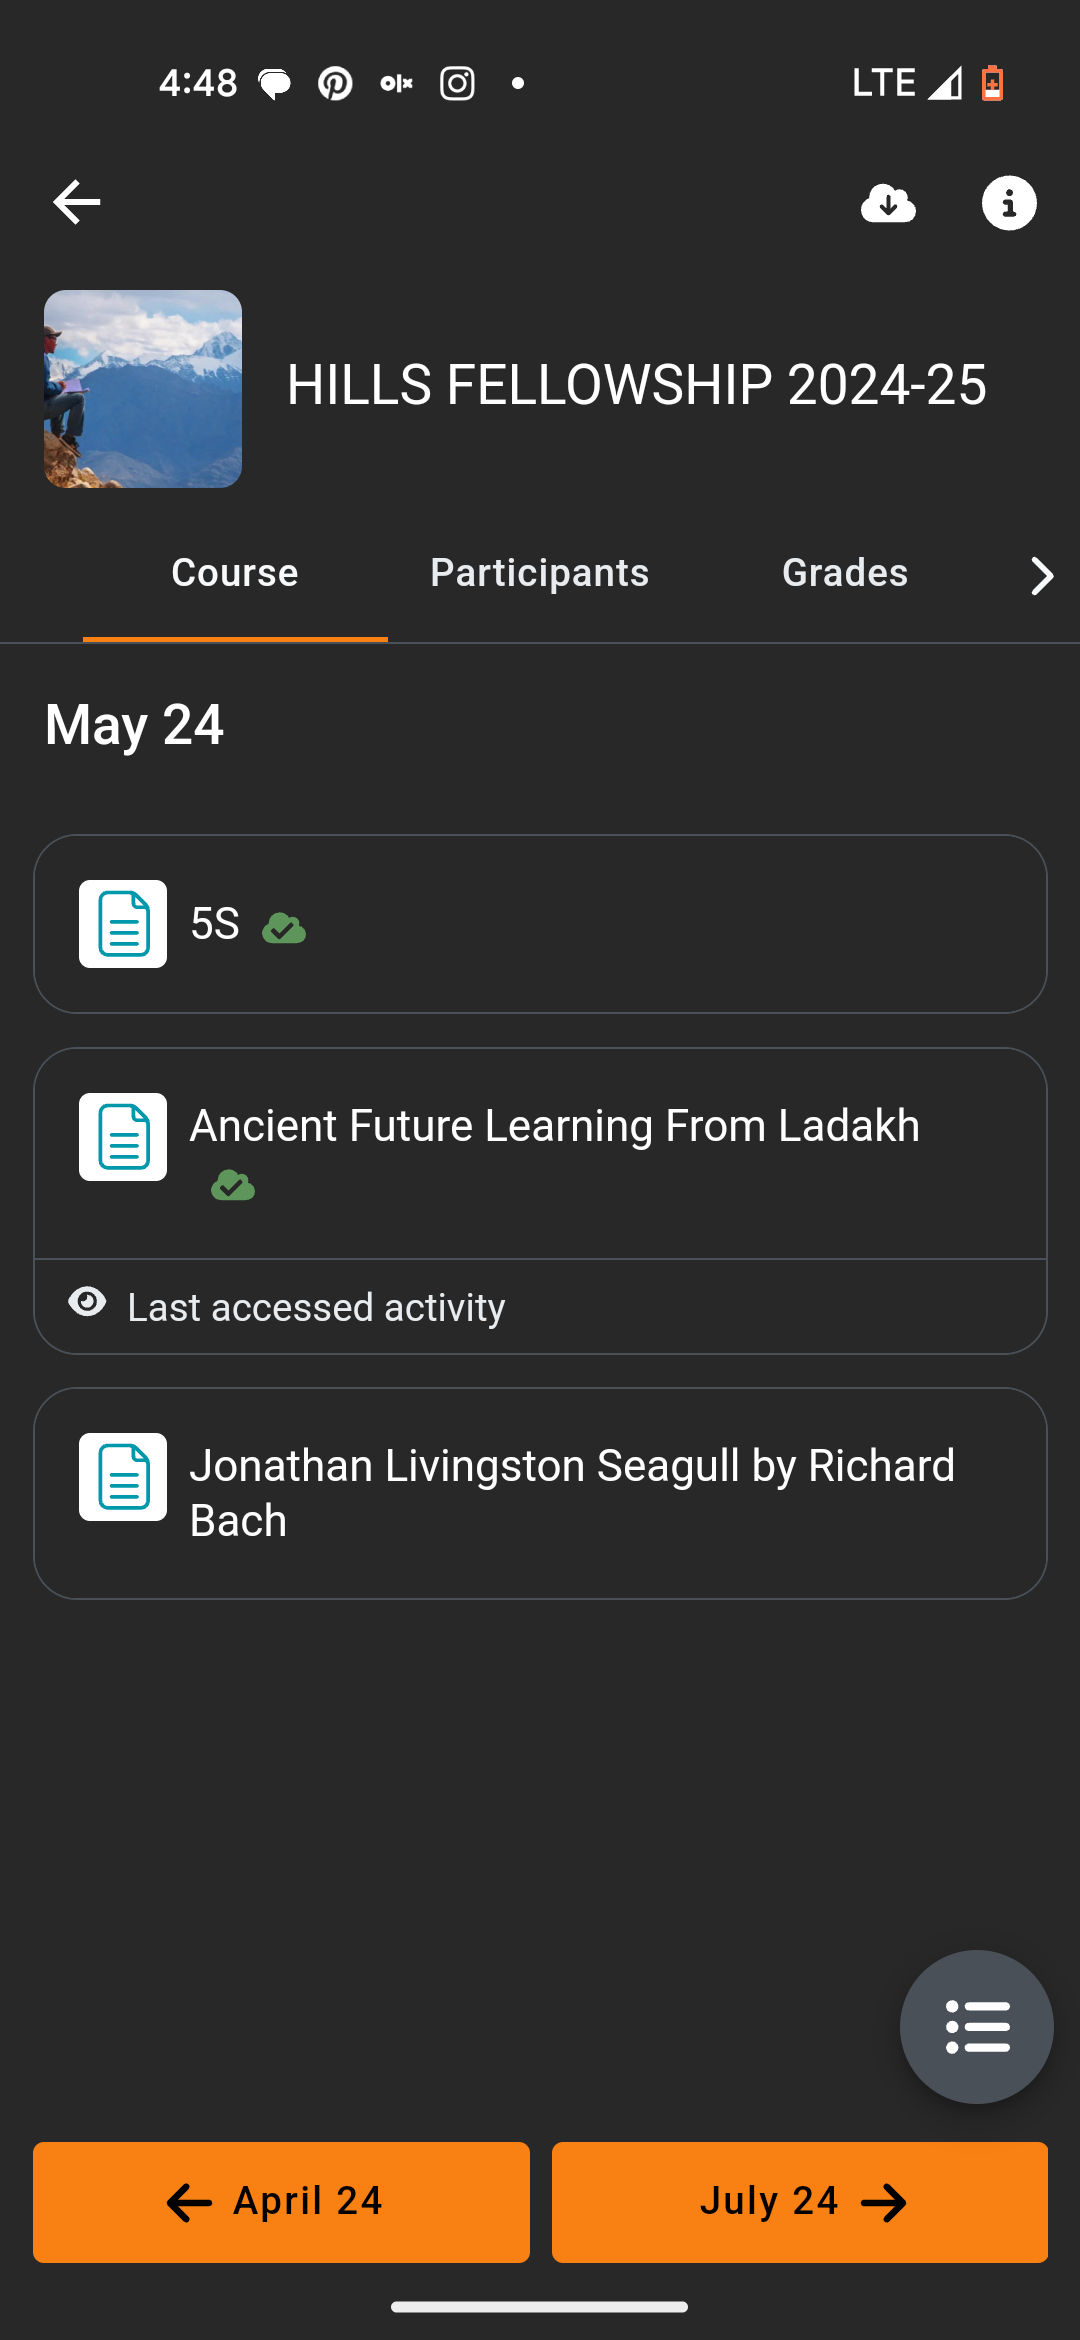 4:48
olx
LTE
HILLS FELLOWSHIP 2024-25
Course Participants Grades
May 24
5S
Ancient Future Learning From Ladakh
Last accessed activity
Jonathan Livingston Seagull by Richard
Bach
April 24 July 24